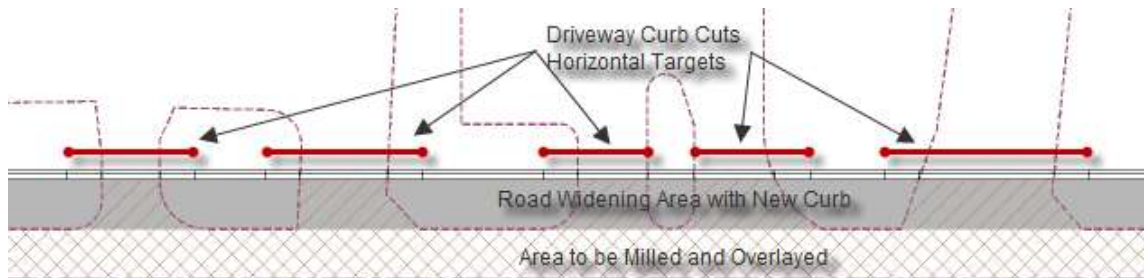 Driveway Curb Cuts
Horizontal Targets
Road Widening Area with New Curb
Area to be Milled and Overlayed